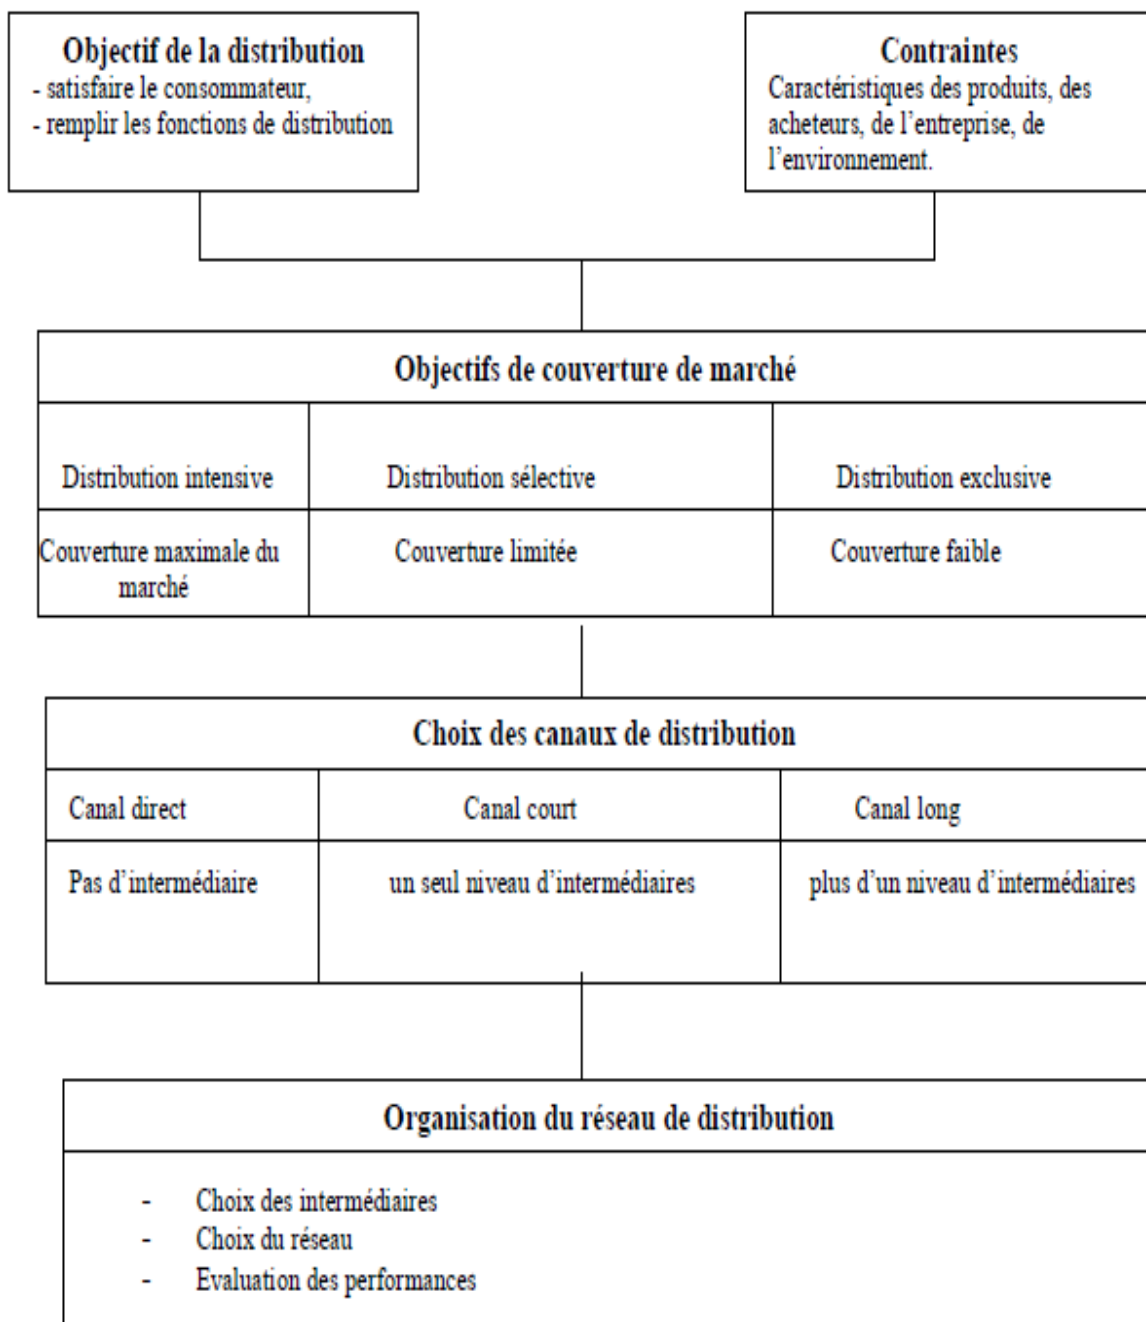 Objectif de la distribution
- satisfaire le consommateur,
- remplir les fonctions de distribution
Contraintes
Caractéristiques des produits, des
acheteurs, de l’entreprise, de
l’environnement.
Objectifs de couverture de marché
Distribution intensive
Distribution sélective
Distribution exclusive
Couverture maximale du
marché
Couverture limitée
Couverture faible
Choix des canaux de distribution
Canal direct
Canal court
Canal long
Pas d’intermédiaire
un seul niveau d’intermédiaires
plus d’un niveau d’intermédiaires
Organisation du réseau de distribution
- Choix des intermédiaires
- Choix du réseau
- Evaluation des performances